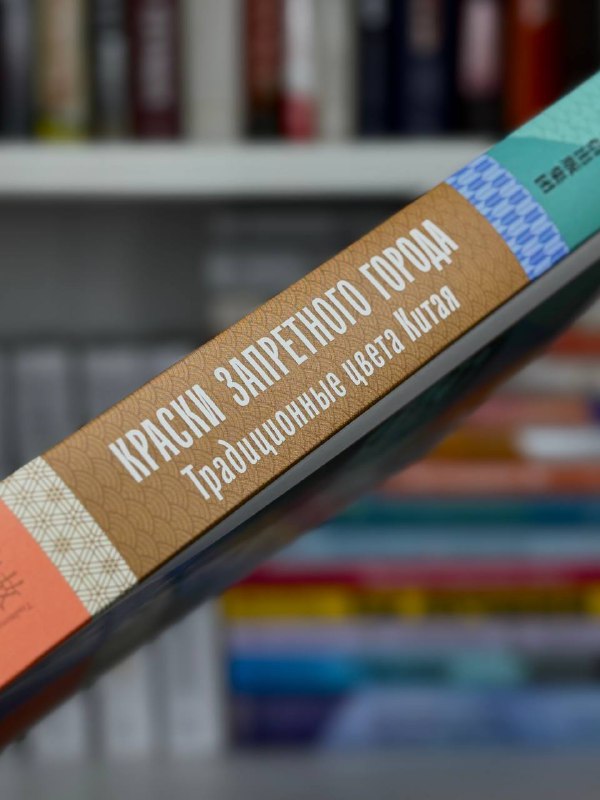 КРАСКИ ЗАПРЕТНОГО ГОРОДА
Традиционные цвета Китая